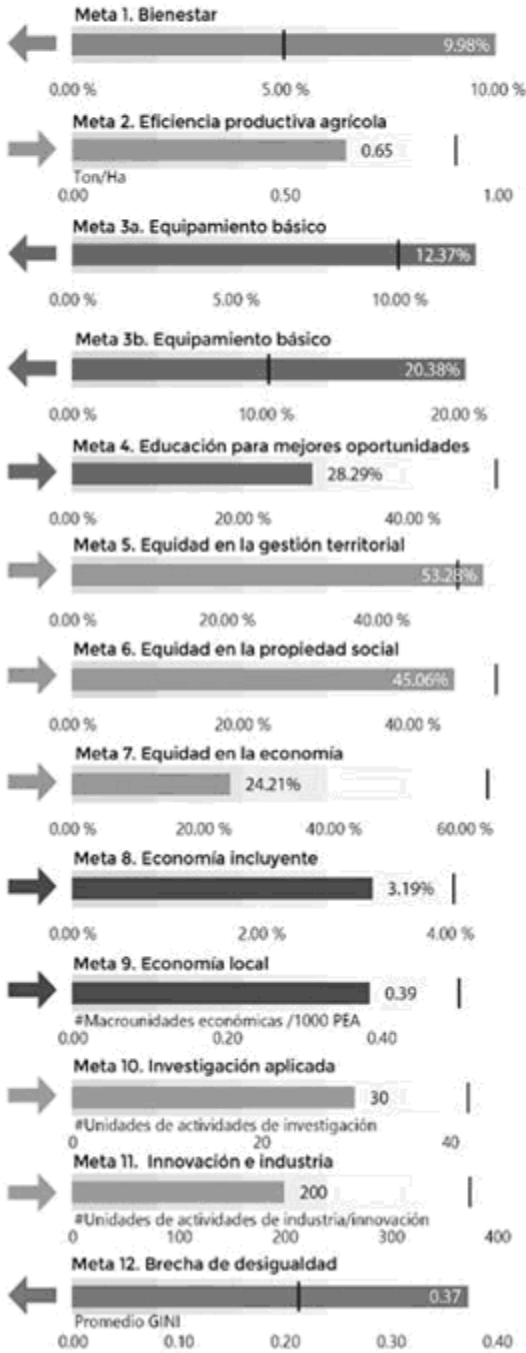 Meta 1. Bienestar
9.98%
0.00 % 5.00 % 10.00 %
Meta 2. Eficiencia productiva agrícola
0.65
Ton/Ha
0.00 0.50 1.00
Meta 3a. Equipamiento básico
12.37%
0.00 % 5.00 % 10.00 %
Meta 3b. Equipamiento básico
20.38%
0.00 % 10.00 % 20.00 %
Meta 4. Educación para mejores oportunidades
28.29%
0.00 % 20.00 % 40.00 %
Meta 5. Equidad en la gestión territorial
53.28%
0.00 % 20.00 % 40.00 %
Meta 6. Equidad en la propiedad social
45.06%
0.00 % 20.00 % 40.00 %
Meta 7. Equidad en la economía
24.21%
0.00 % 20.00 % 40.00 % 60.00 %
Meta 8. Economía incluyente
3.19%
0.00 % 2.00 % 4.00 %
Meta 9. Economía local
0.39
#Macrounidades económicas /1000 PEA
0.00 0.20 0.40
Meta 10. Investigación aplicada
30
#Unidades de actividades de investigación
0 20 40
Meta 11. Innovación e industria
200
#Unidades de actividades de industria/innovación
0 100 200 300 400
Meta 12. Brecha de desigualdad
0.37
Promedio GINI
0.00 0.10 0.20 0.30 0.40